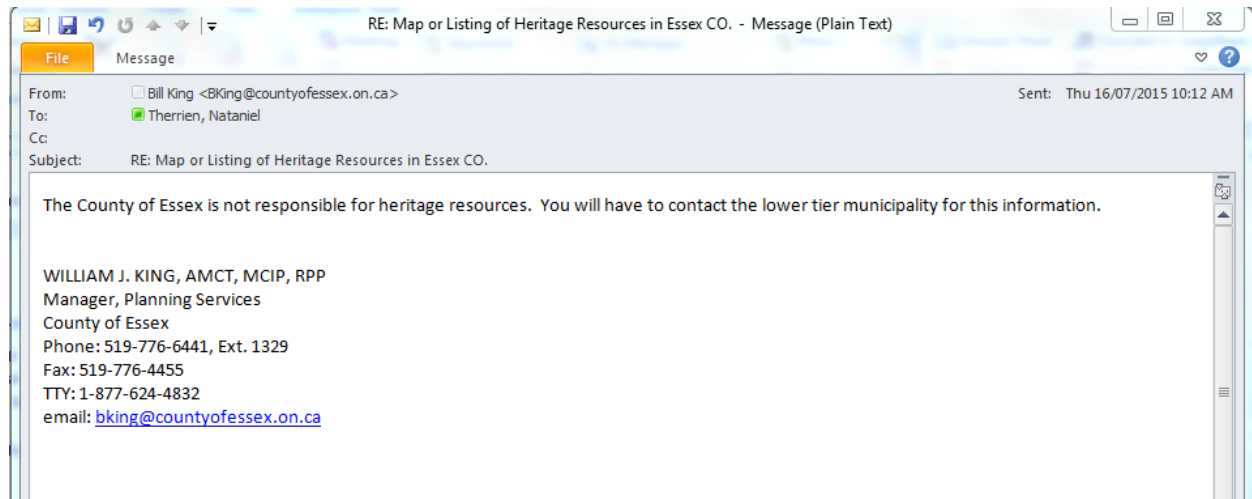 RE: Map or Listing of Heritage Resources in Essex CO. - Message (Plain Text)
File Message
From: Bill King <BKing@countyofessex.on.ca> Sent: Thu 16/07/2015 10:12 AM
To: Therrien, Nataniel
Cc:
Subject: RE: Map or Listing of Heritage Resources in Essex CO.
The County of Essex is not responsible for heritage resources. You will have to contact the lower tier municipality for this information.
WILLIAM J. KING, AMCT, MCIP, RPP
Manager, Planning Services
County of Essex
Phone: 519-776-6441, Ext. 1329
Fax: 519-776-4455
TTY: 1-877-624-4832
email: bking@countyofessex.on.ca